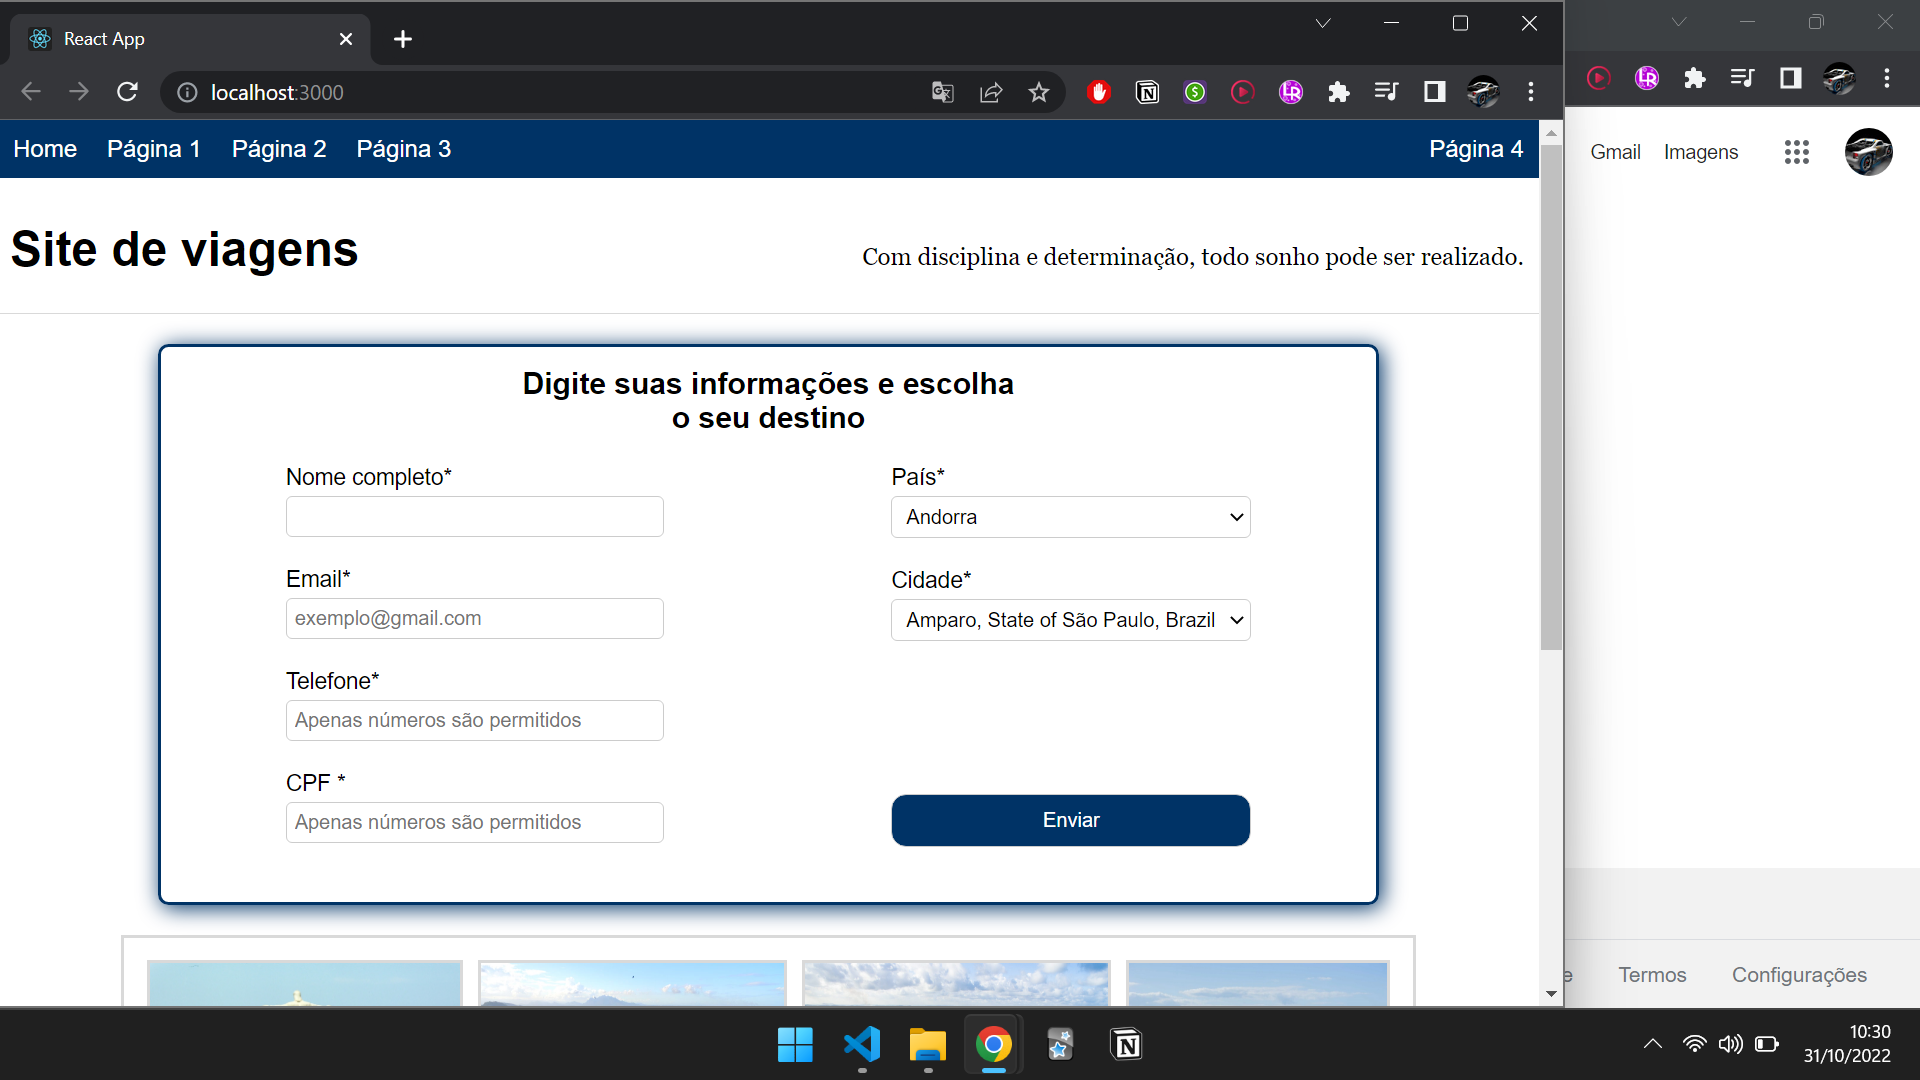 React App
localhost:3000
Home Página 1 Página 2 Página 3 Página 4
Gmail Imagens
Site de viagens
Com disciplina e determinação, todo sonho pode ser realizado.
Digite suas informações e escolha
o seu destino
Nome completo*
País*
Andorra
Email*
exemplo@gmail.com
Cidade*
Amparo, State of São Paulo, Brazil
Telefone*
Apenas números são permitidos
CPF *
Apenas números são permitidos
Enviar
e Termos Configurações
10:30
31/10/2022